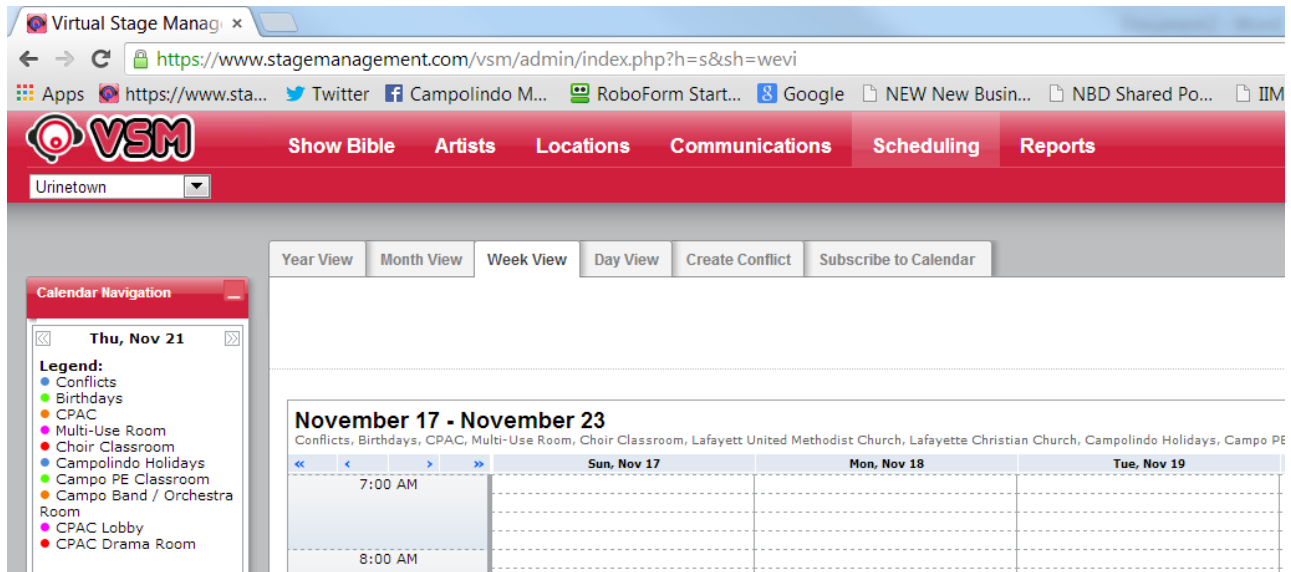 Virtual Stage Manag
https://www.stagemanagement.com/vsm/admin/index.php?h=s&sh=wevi
Apps https://www.sta... Twitter Campolindo M... RoboForm Start... Google NEW New Busin... NBD Shared Po... IIM
VSM Show Bible Artists Locations Communications Scheduling Reports
Urinetown
Year View Month View Week View Day View Create Conflict Subscribe to Calendar
Calendar Navigation
Thu, Nov 21
Legend:
Conflicts
Birthdays
CPAC
Multi-Use Room
Choir Classroom
Campolindo Holidays
Campo PE Classroom
Campo Band / Orchestra
Room
CPAC Lobby
CPAC Drama Room
November 17 - November 23
Conflicts, Birthdays, CPAC, Multi-Use Room, Choir Classroom, Lafayett United Methodist Church, Lafayette Christian Church, Campolindo Holidays, Campo PE
« ‹ › » Sun, Nov 17 Mon, Nov 18 Tue, Nov 19
7:00 AM
8:00 AM